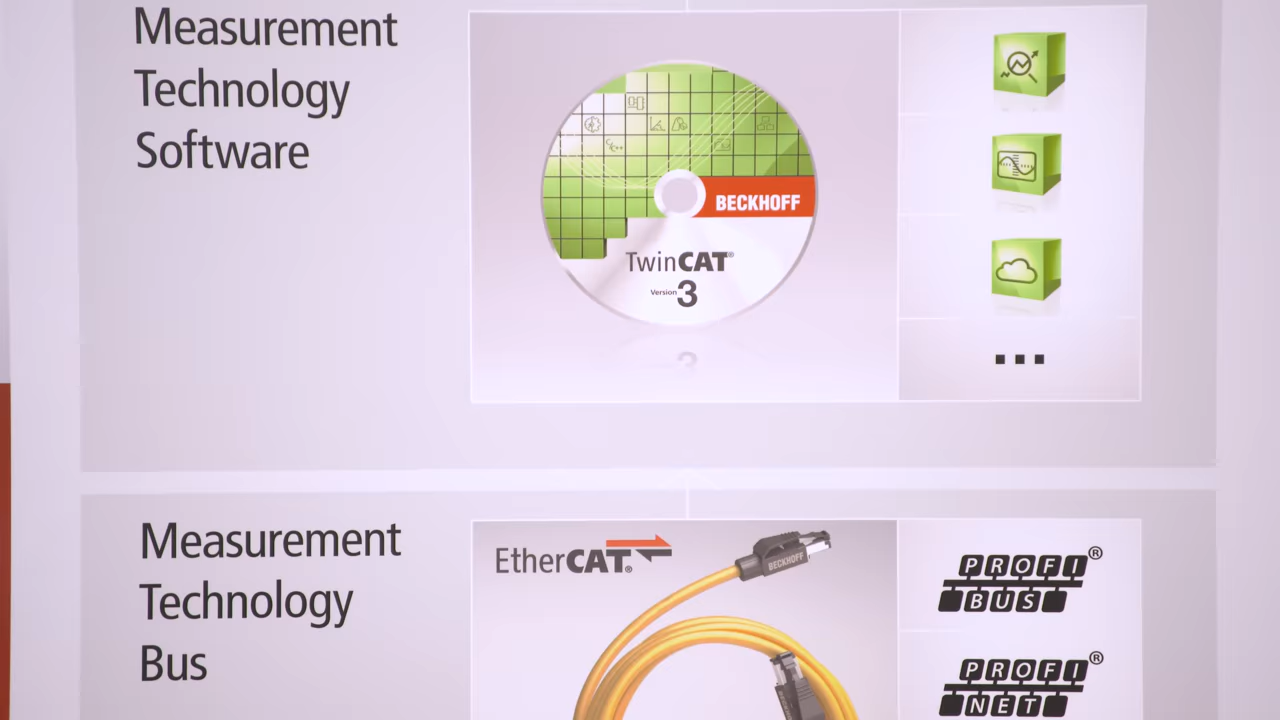 Measurement
Technology
Software
BECKHOFF
TwinCAT®
Version 3
Measurement
Technology
Bus
EtherCAT®
BECKHOFF
PROFI®
BUS
PROFI®
NET